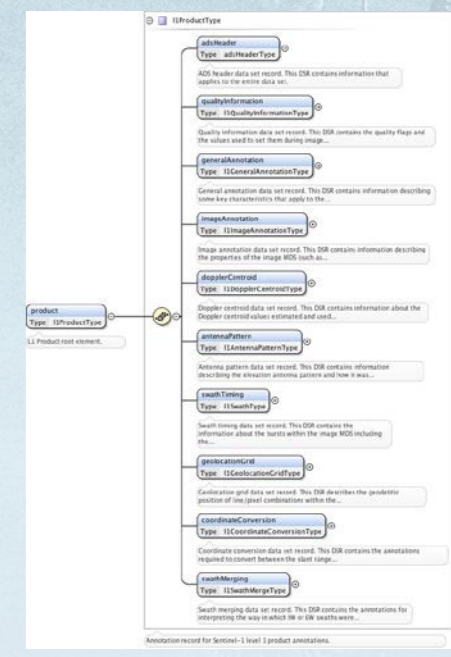 l1ProductType
adsHeader
Type adsHeaderType
ADS header data set record. This DSR contains information that
applies to the entire data set.
qualityInformation
Type l1QualityInformationType
Quality information data set record. This DSR contains the quality flags and
the values used to set them during image...
generalAnnotation
Type l1GeneralAnnotationType
General annotation data set record. This DSR contains information describing
some key characteristics that apply to the...
imageAnnotation
Type l1ImageAnnotationType
Image annotation data set record. This DSR contains information describing
the properties of the image MDS (such as...
dopplerCentroid
Type l1DopplerCentroidType
Doppler centroid data set record. This DSR contains information about the
Doppler centroid values estimated and used...
product
Type l1ProductType
L1 Product root element.
antennaPattern
Type l1AntennaPatternType
Antenna pattern data set record. This DSR contains information
describing the elevation antenna pattern and how it was...
swathTiming
Type l1SwathType
Swath timing data set record. This DSR contains the
information about the bursts within the image MDS including
the...
geolocationGrid
Type l1GeolocationGridType
Geolocation grid data set record. This DSR describes the geodetic
position of line/pixel combinations within the...
coordinateConversion
Type l1CoordinateConversionType
Coordinate conversion data set record. This DSR contains the annotations
required to convert between the slant range...
swathMerging
Type l1SwathMergeType
Swath merging data set record. This DSR contains the annotations for
interpreting the way in which IW or EW swaths were...
Annotation record for Sentinel-1 level 1 product annotations.